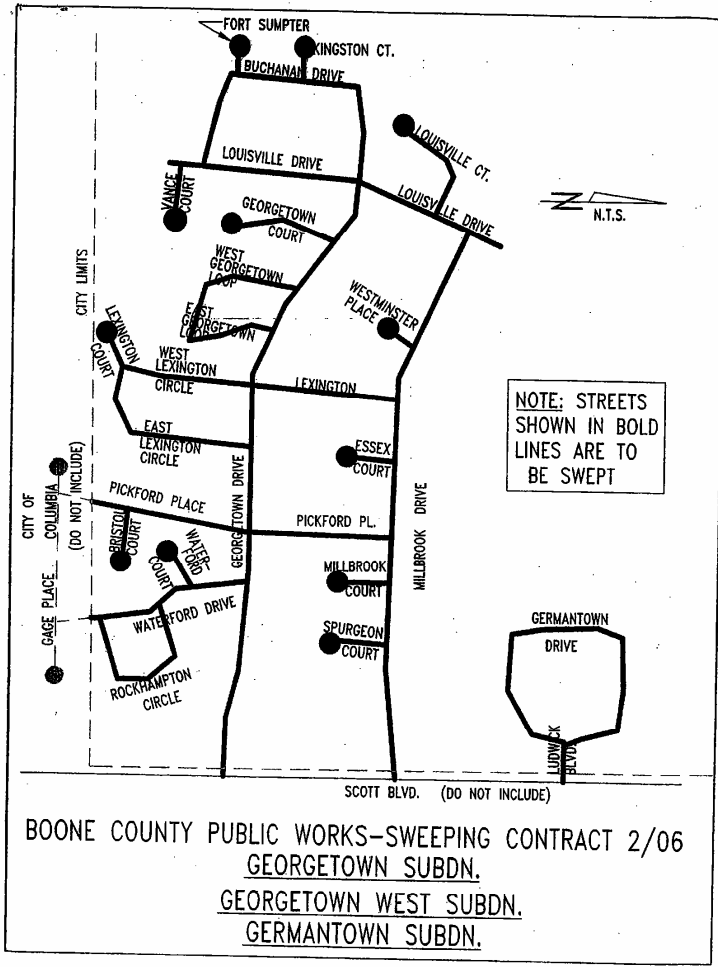 FORT SUMPTER
KINGSTON CT.
BUCHANAN DRIVE
LOUISVILLE CT.
LOUISVILLE DRIVE
LOUISVILLE DRIVE
VANCE
COURT
GEORGETOWN
COURT
N
N.T.S.
WEST
GEORGETOWN
LOOP
EAST
GEORGETOWN
LOOP
WESTMINSTER
PLACE
CITY LIMITS
LEXINGTON
COURT
WEST
LEXINGTON
CIRCLE
LEXINGTON
NOTE: STREETS
SHOWN IN BOLD
LINES ARE TO
BE SWEPT
EAST
LEXINGTON
CIRCLE
ESSEX
COURT
PICKFORD PLACE
PICKFORD PL.
GEORGETOWN DRIVE
MILLBROOK DRIVE
CITY OF
COLUMBIA
(DO NOT INCLUDE)
GAGE PLACE
BRISTOL
COURT
WATER-
FORD
COURT
MILLBROOK
COURT
WATERFORD DRIVE
SPURGEON
COURT
ROCKHAMPTON
CIRCLE
GERMANTOWN
DRIVE
LUDWICK
BLVD.
SCOTT BLVD. (DO NOT INCLUDE)
BOONE COUNTY PUBLIC WORKS-SWEEPING CONTRACT 2/06
GEORGETOWN SUBDN.
GEORGETOWN WEST SUBDN.
GERMANTOWN SUBDN.